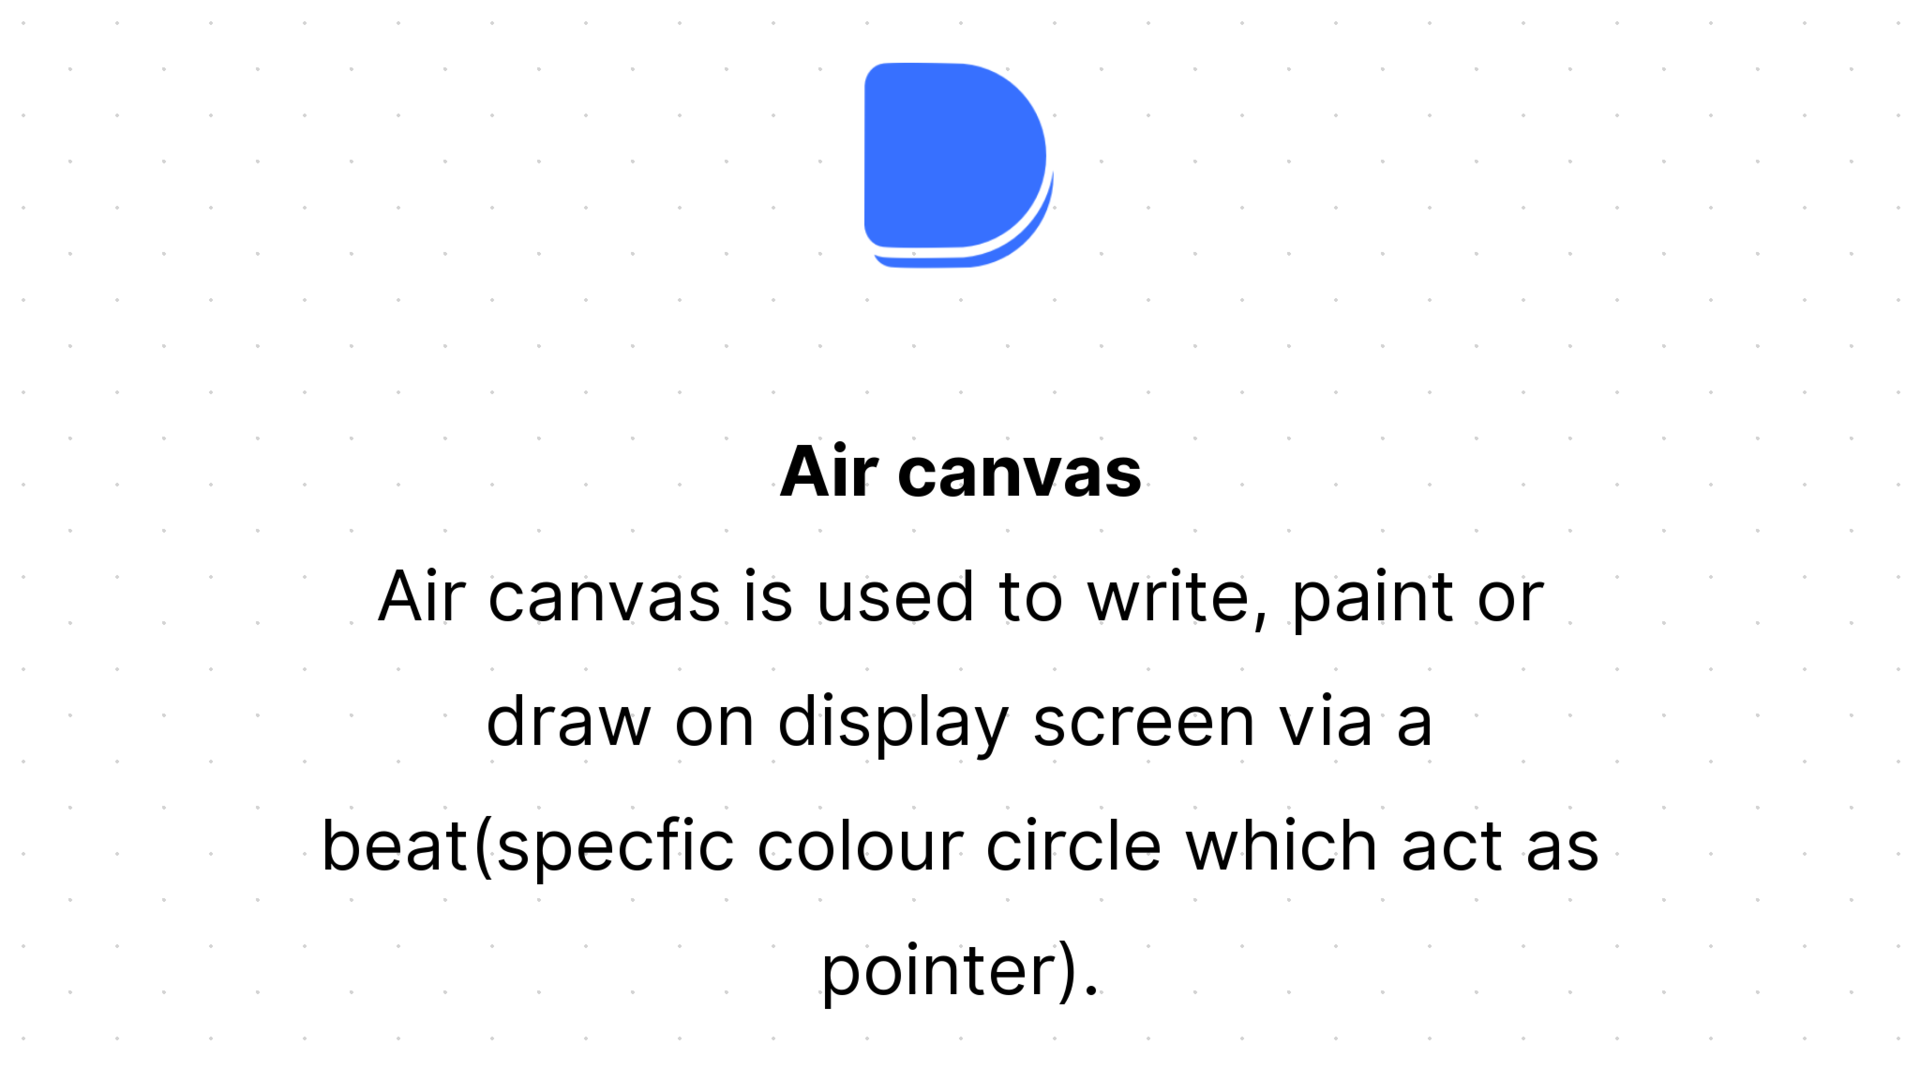 Air canvas
Air canvas is used to write, paint or
draw on display screen via a
beat(specfic colour circle which act as
pointer).